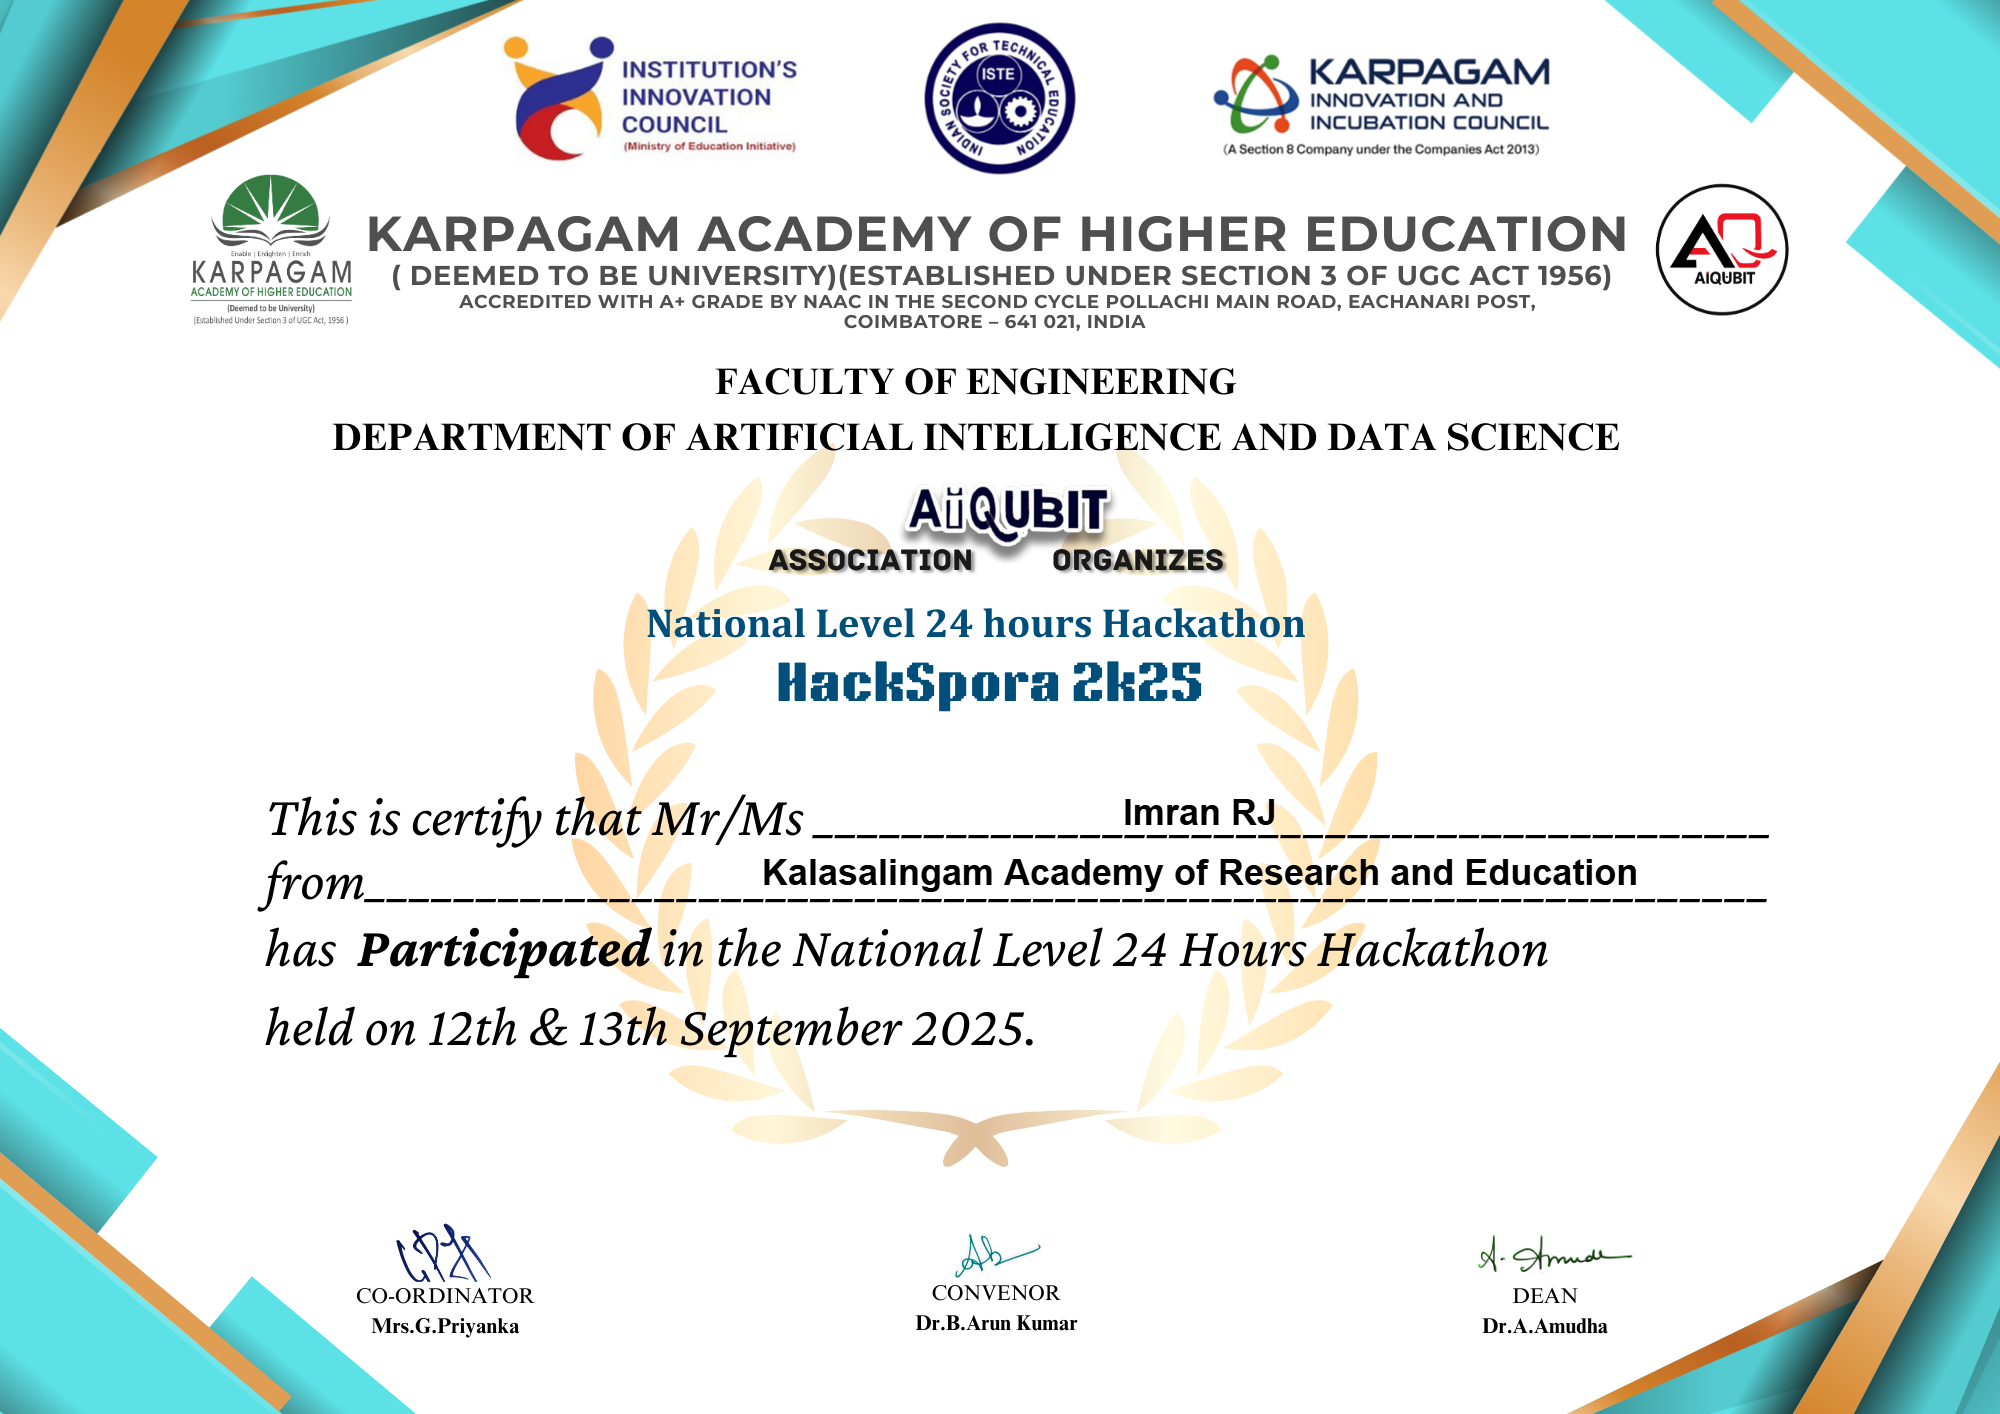 INSTITUTION'S
INNOVATION
COUNCIL
(Ministry of Education Initiative)
INDIAN SOCIETY FOR TECHNICAL EDUCATION
ISTE
KARPAGAM
INNOVATION AND
INCUBATION COUNCIL
(A Section 8 Company under the Companies Act 2013)
Enable | Enlighten | Enrich
KARPAGAM
ACADEMY OF HIGHER EDUCATION
(Deemed to be University)
(Established Under Section 3 of UGC Act, 1956 )
KARPAGAM ACADEMY OF HIGHER EDUCATION
( DEEMED TO BE UNIVERSITY)(ESTABLISHED UNDER SECTION 3 OF UGC ACT 1956)
ACCREDITED WITH A+ GRADE BY NAAC IN THE SECOND CYCLE POLLACHI MAIN ROAD, EACHANARI POST,
COIMBATORE – 641 021, INDIA
AQ
AIQUBIT
FACULTY OF ENGINEERING
DEPARTMENT OF ARTIFICIAL INTELLIGENCE AND DATA SCIENCE
AiQUbIT
ASSOCIATION ORGANIZES
National Level 24 hours Hackathon
HackSpora 2k25
This is certify that Mr/Ms Imran RJ
from Kalasalingam Academy of Research and Education
has Participated in the National Level 24 Hours Hackathon
held on 12th & 13th September 2025.
A. Amude
CO-ORDINATOR
Mrs.G.Priyanka
CONVENOR
Dr.B.Arun Kumar
DEAN
Dr.A.Amudha